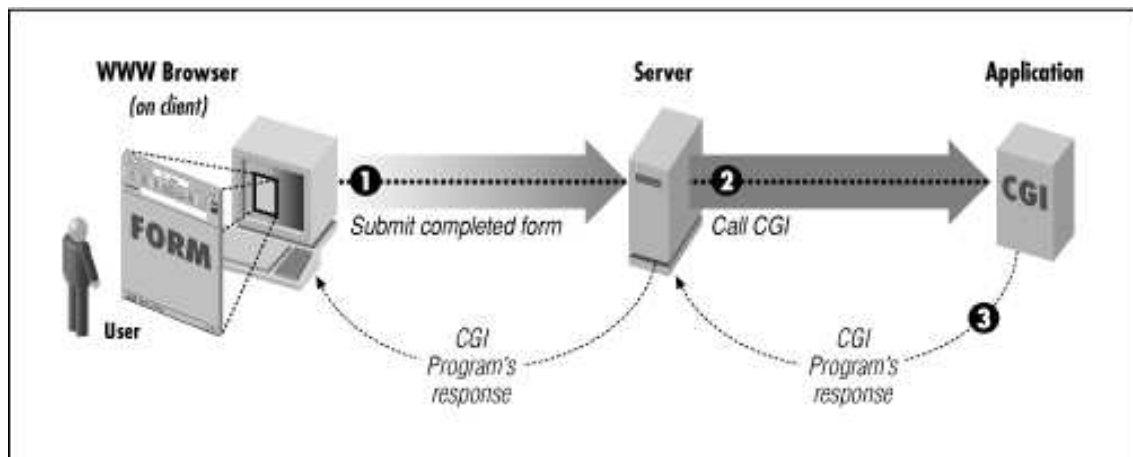 WWW Browser
(on client)
Server
Application
1
2
CGI
Submit completed form
Call CGI
FORM
User
3
CGI
Program's
response
CGI
Program's
response